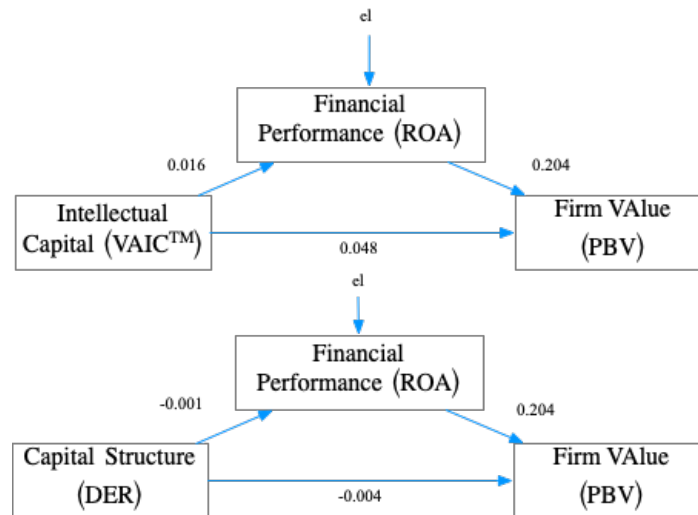 el
Financial
Performance (ROA)
0.016
0.204
Intellectual
Capital (VAIC™)
Firm VAlue
(PBV)
0.048
el
Financial
Performance (ROA)
-0.001
0.204
Capital Structure
(DER)
Firm VAlue
(PBV)
-0.004